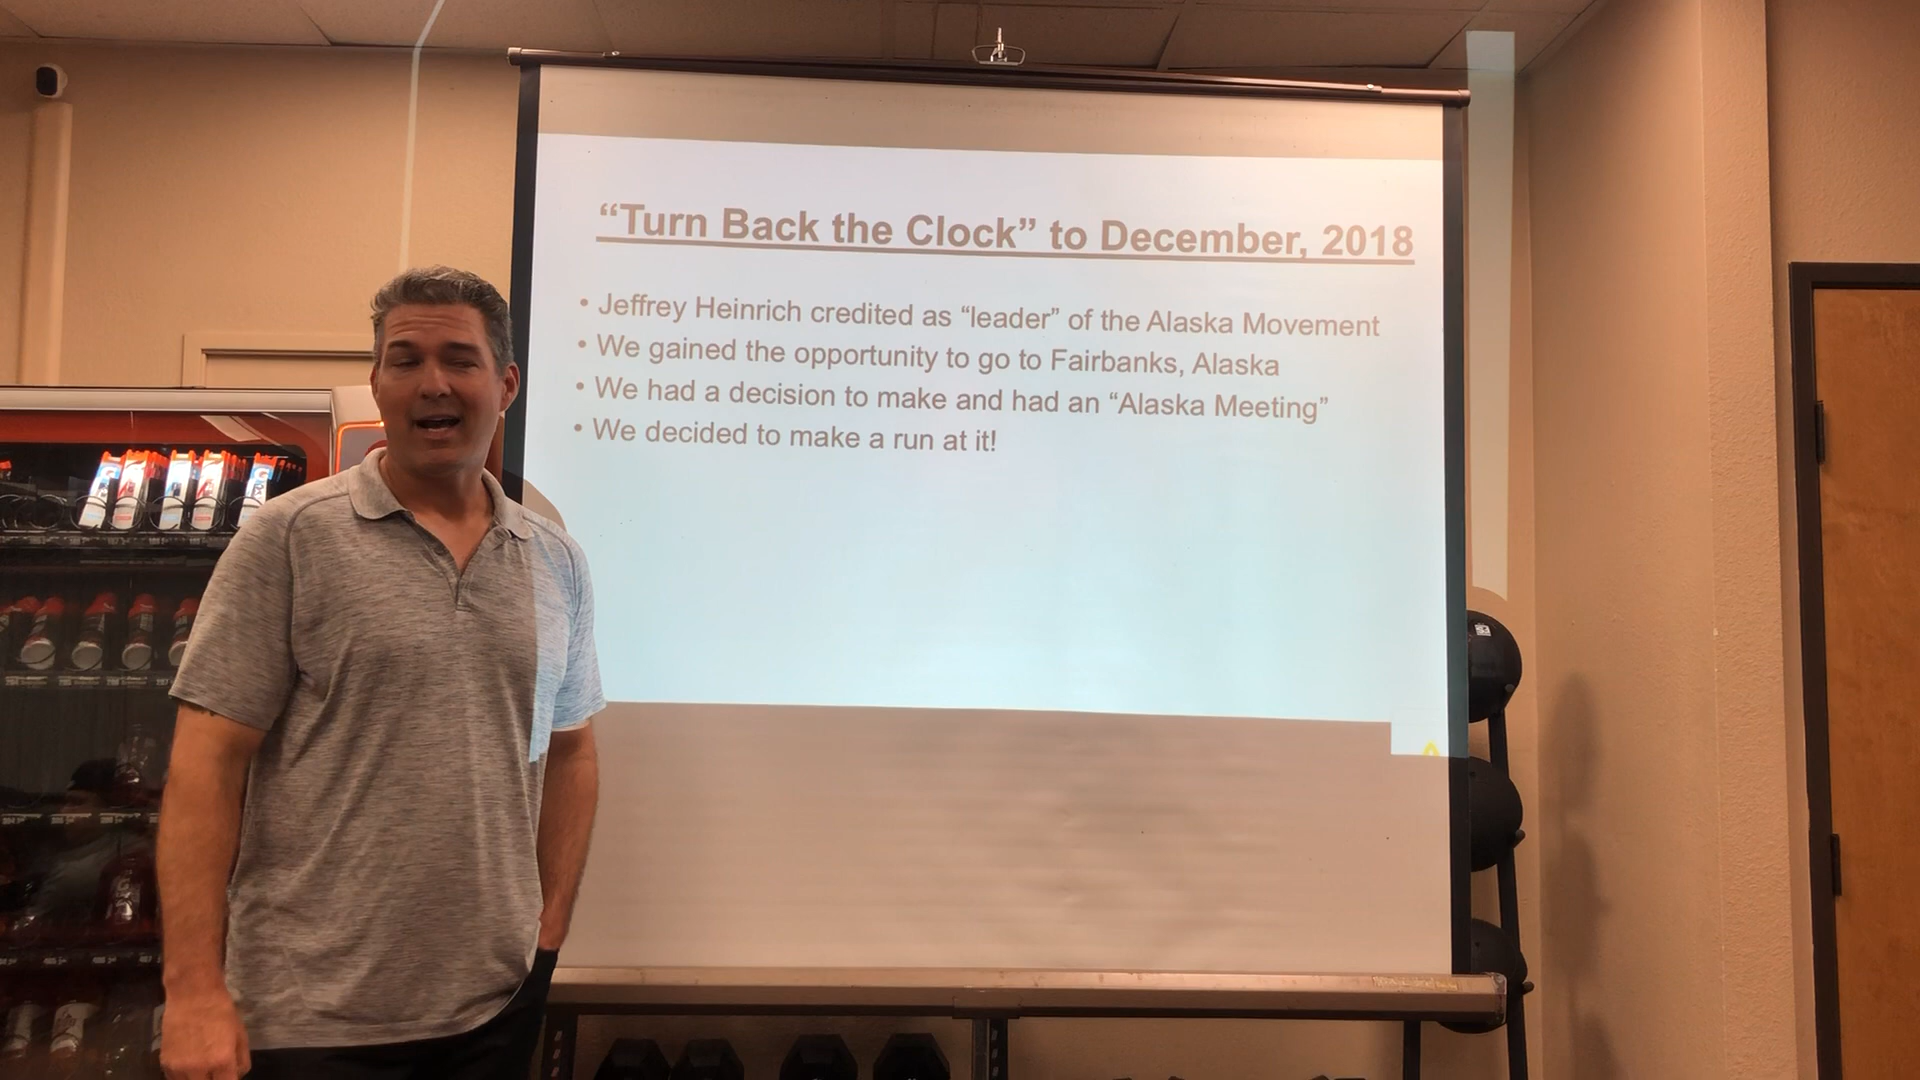 “Turn Back the Clock” to December, 2018
• Jeffrey Heinrich credited as “leader” of the Alaska Movement
• We gained the opportunity to go to Fairbanks, Alaska
• We had a decision to make and had an “Alaska Meeting”
• We decided to make a run at it!